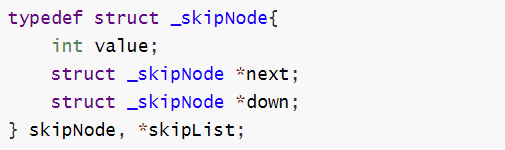 typedef struct _skipNode{
    int value;
    struct _skipNode *next;
    struct _skipNode *down;
} skipNode, *skipList;